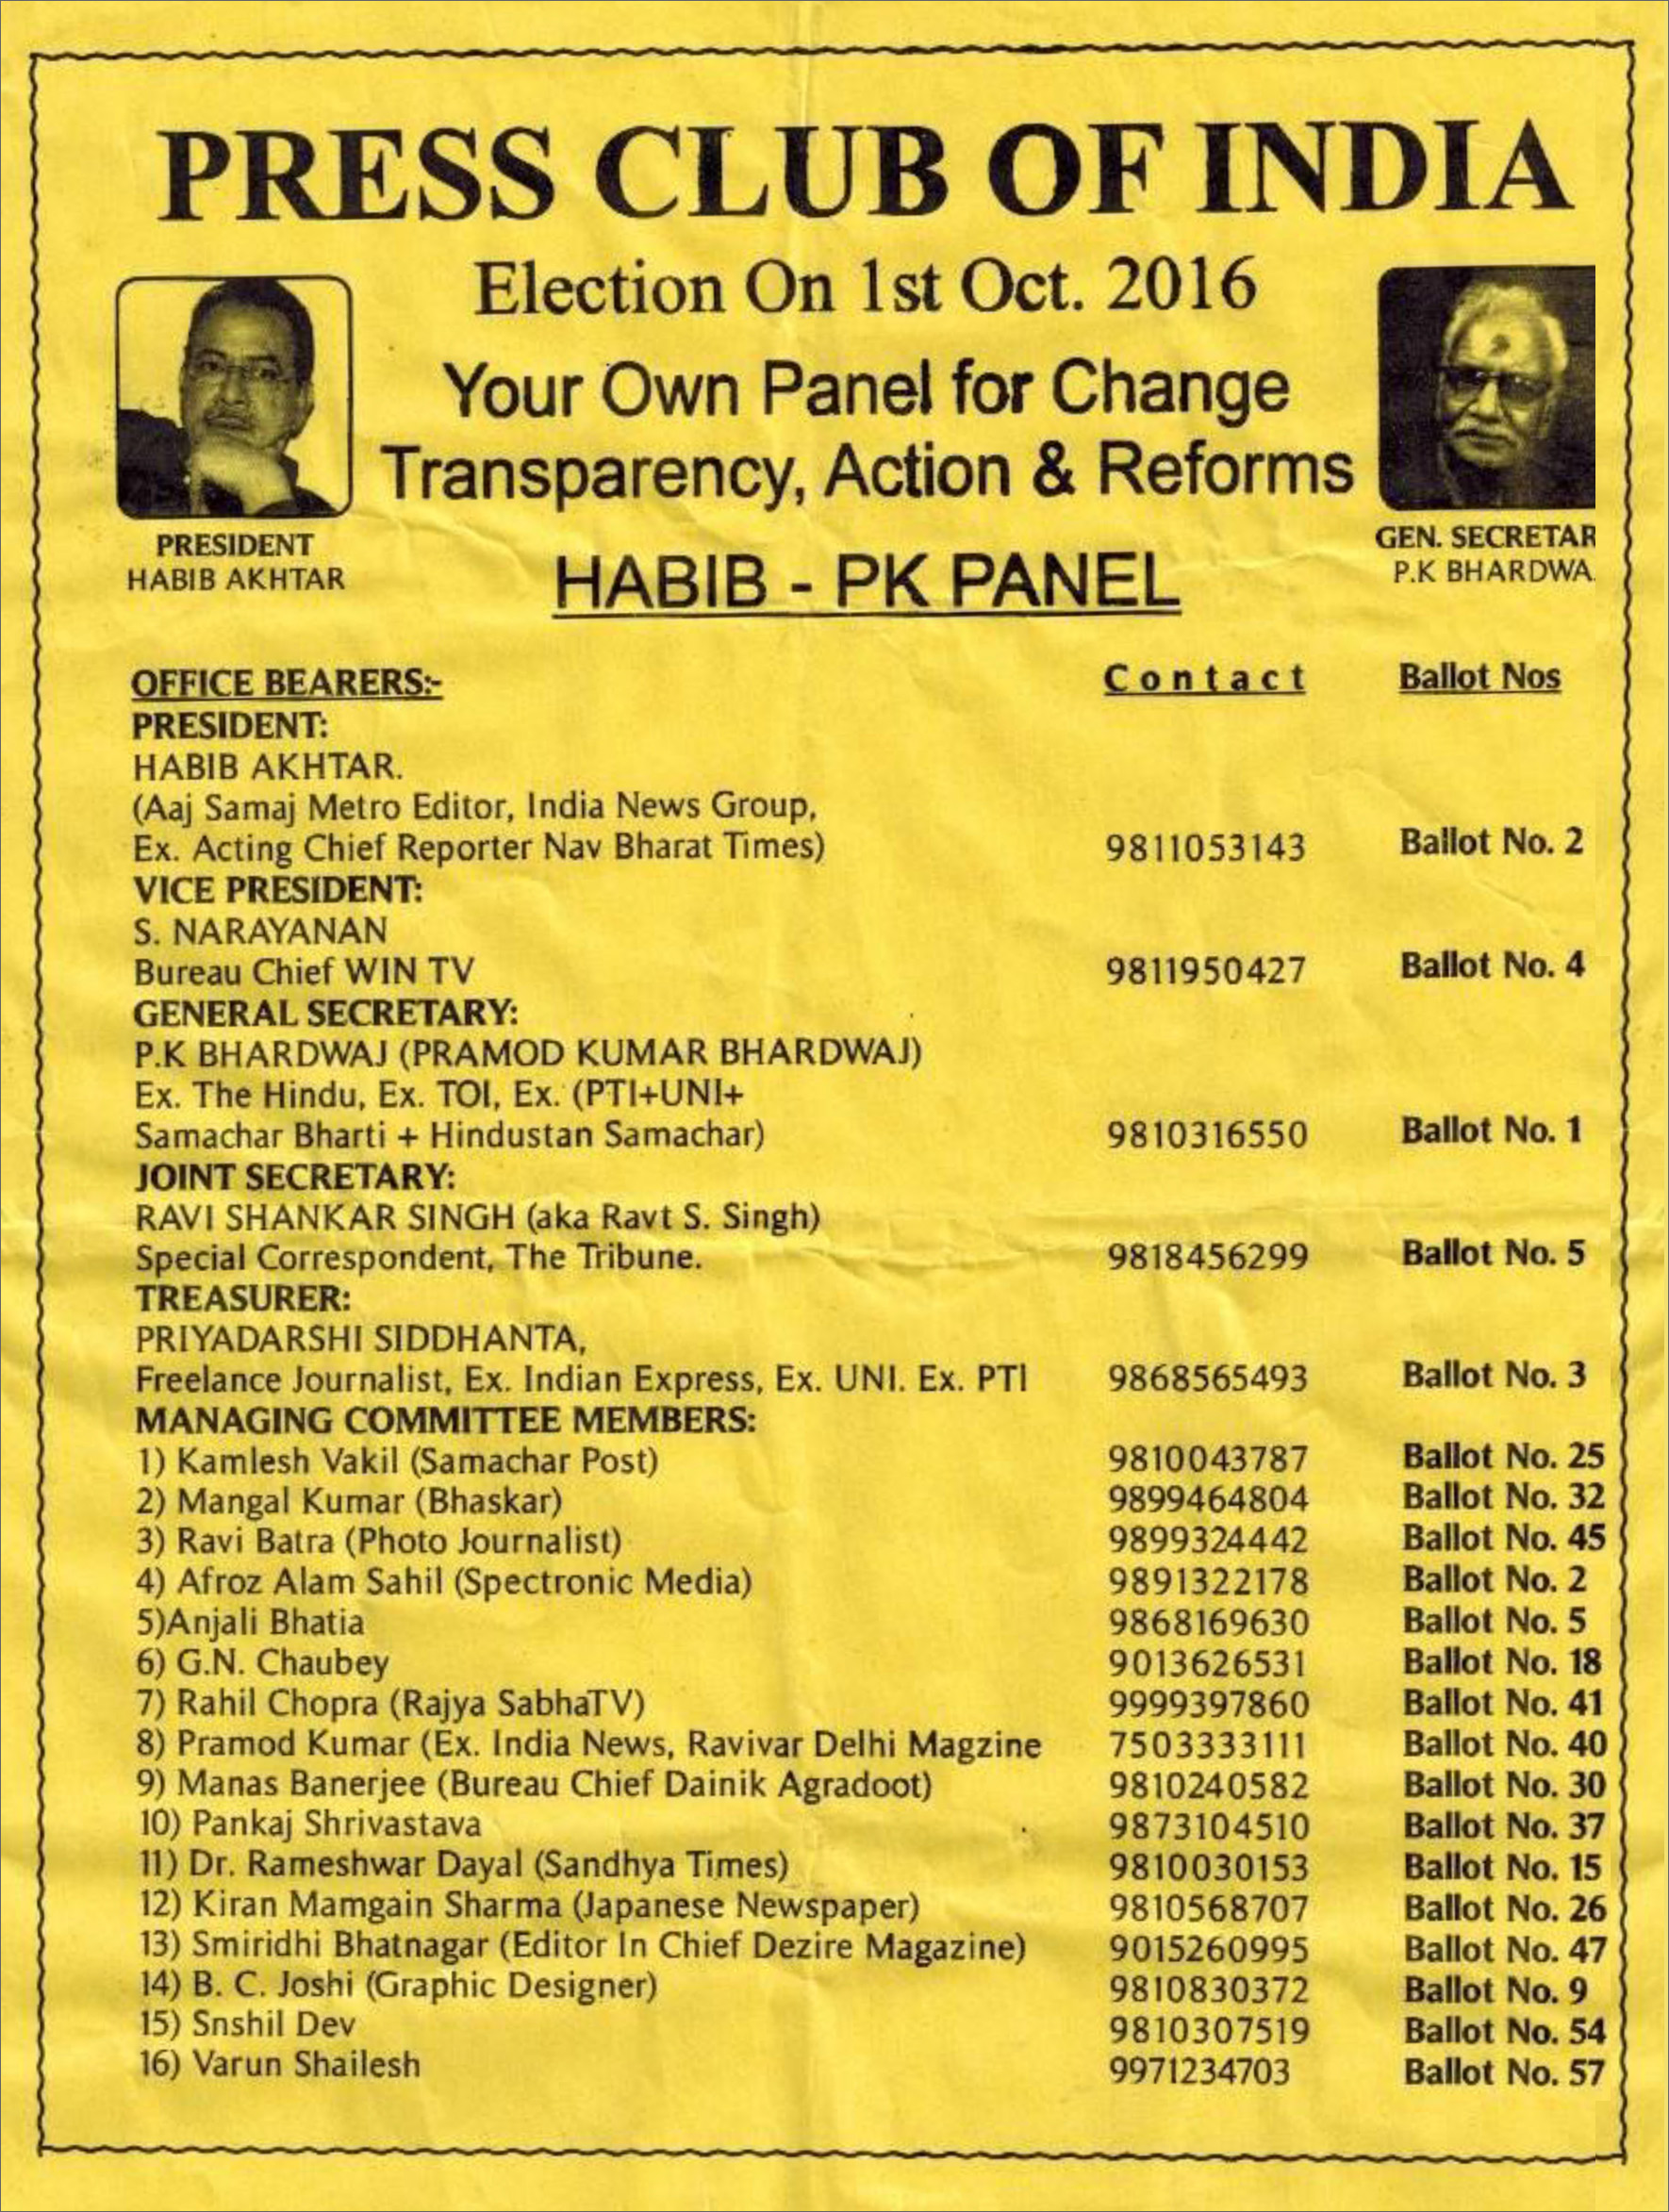 PRESS CLUB OF INDIA
Election On 1st Oct. 2016
Your Own Panel for Change
Transparency, Action & Reforms
PRESIDENT
HABIB AKHTAR
GEN. SECRETAR
P.K BHARDWA
HABIB - PK PANEL
OFFICE BEARERS:- Contact Ballot Nos
PRESIDENT:
HABIB AKHTAR.
(Aaj Samaj Metro Editor, India News Group,
Ex. Acting Chief Reporter Nav Bharat Times) 9811053143 Ballot No. 2
VICE PRESIDENT:
S. NARAYANAN
Bureau Chief WIN TV 9811950427 Ballot No. 4
GENERAL SECRETARY:
P.K BHARDWAJ (PRAMOD KUMAR BHARDWAJ)
Ex. The Hindu, Ex. TOI, Ex. (PTI+UNI+
Samachar Bharti + Hindustan Samachar) 9810316550 Ballot No. 1
JOINT SECRETARY:
RAVI SHANKAR SINGH (aka Ravt S. Singh)
Special Correspondent, The Tribune. 9818456299 Ballot No. 5
TREASURER:
PRIYADARSHI SIDDHANTA,
Freelance Journalist, Ex. Indian Express, Ex. UNI. Ex. PTI 9868565493 Ballot No. 3
MANAGING COMMITTEE MEMBERS:
1) Kamlesh Vakil (Samachar Post) 9810043787 Ballot No. 25
2) Mangal Kumar (Bhaskar) 9899464804 Ballot No. 32
3) Ravi Batra (Photo Journalist) 9899324442 Ballot No. 45
4) Afroz Alam Sahil (Spectronic Media) 9891322178 Ballot No. 2
5)Anjali Bhatia 9868169630 Ballot No. 5
6) G.N. Chaubey 9013626531 Ballot No. 18
7) Rahil Chopra (Rajya SabhaTV) 9999397860 Ballot No. 41
8) Pramod Kumar (Ex. India News, Ravivar Delhi Magzine 7503333111 Ballot No. 40
9) Manas Banerjee (Bureau Chief Dainik Agradoot) 9810240582 Ballot No. 30
10) Pankaj Shrivastava 9873104510 Ballot No. 37
11) Dr. Rameshwar Dayal (Sandhya Times) 9810030153 Ballot No. 15
12) Kiran Mamgain Sharma (Japanese Newspaper) 9810568707 Ballot No. 26
13) Smiridhi Bhatnagar (Editor In Chief Dezire Magazine) 9015260995 Ballot No. 47
14) B. C. Joshi (Graphic Designer) 9810830372 Ballot No. 9
15) Snshil Dev 9810307519 Ballot No. 54
16) Varun Shailesh 9971234703 Ballot No. 57